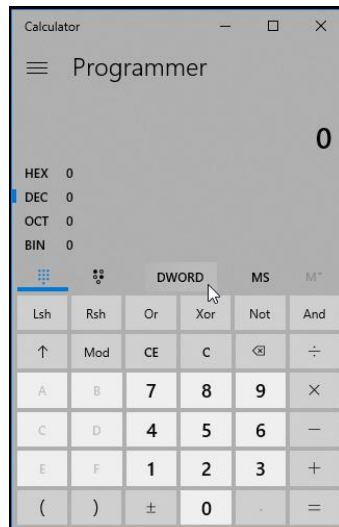 Calculator
Programmer
0
HEX 0
DEC 0
OCT 0
BIN 0
DWORD MS M˅
Lsh Rsh Or Xor Not And
↑ Mod CE C ⌫ ÷
A B 7 8 9 ×
C D 4 5 6 −
E F 1 2 3 +
( ) ± 0 . =